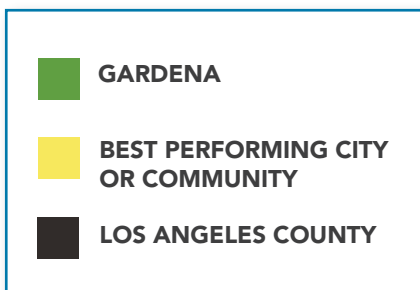 GARDENA
BEST PERFORMING CITY
OR COMMUNITY
LOS ANGELES COUNTY